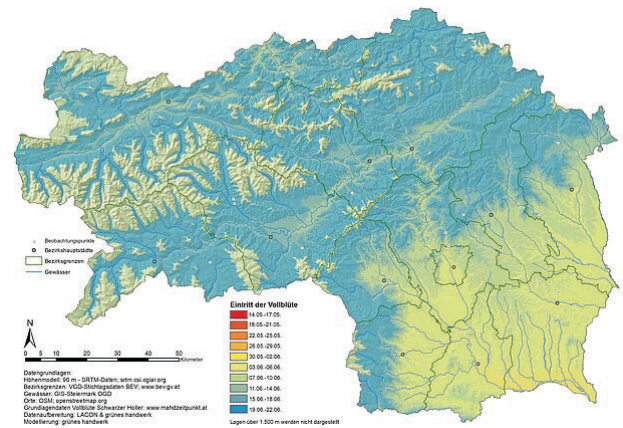 Beobachtungspunkte
Bezirkshauptstädte
Bezirksgrenzen
Gewässer
N
0 5 10 20 30 40 50
Kilometer
Datengrundlagen:
Höhenmodell: 90 m - SRTM-Daten; srtm.csi.cgiar.org
Bezirksgrenzen: VGD-Stichtagsdaten BEV; www.bev.gv.at
Gewässer: GIS-Steiermark OGD
Orte: OSM; openstreetmap.org
Grundlagendaten Vollblüte Schwarzer Holler: www.mahdzeitpunkt.at
Datenaufbereitung: LACON & grünes handwerk
Modellierung: grünes handwerk
Eintritt der Vollblüte
14.05.-17.05.
18.05.-21.05.
22.05.-25.05.
26.05.-29.05.
30.05.-02.06.
03.06.-06.06.
07.06.-10.06.
11.06.-14.06.
15.06.-18.06.
19.06.-22.06.
Lagen über 1.500 m werden nicht dargestellt